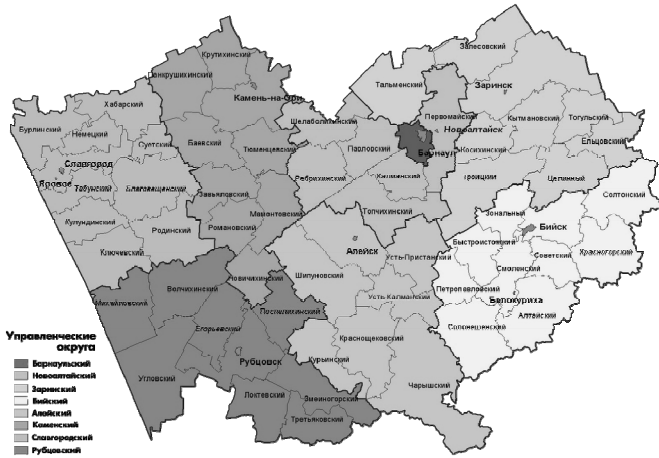 Залесовский
Крутихинский
Панкрушихинский
Тальменский
Заринск
Камень-на-Оби
Хабарский
Первомайский
Кытмановский
Тогульский
Шелаболихинский
Бурлинский
Немецкий
Новоалтайск
Суетский
Баевский
Тюменцевский
Павловский
Барнаул
Косихинский
Ельцовский
Славгород
Ребрихинский
Калманский
Троицкий
Целинный
Яровое
Табунский
Благовещенский
Завьяловский
Солтонский
Мамонтовский
Топчихинский
Зональный
Кулундинский
Родинский
Романовский
Бийск
Алейск
Быстроистокский
Советский
Красногорский
Ключевский
Усть-Пристанский
Смоленский
Новичихинский
Шипуновский
Петропавловский
Волчихинский
Михайловский
Усть-Калманский
Белокуриха
Поспелихинский
Алтайский
Егорьевский
Краснощековский
Солонешенский
Рубцовск
Курьинский
Угловский
Чарышский
Локтевский
Змеиногорский
Третьяковский
Управленческие
округа
Барнаульский
Новоалтайский
Заринский
Бийский
Алейский
Каменский
Славгородский
Рубцовский